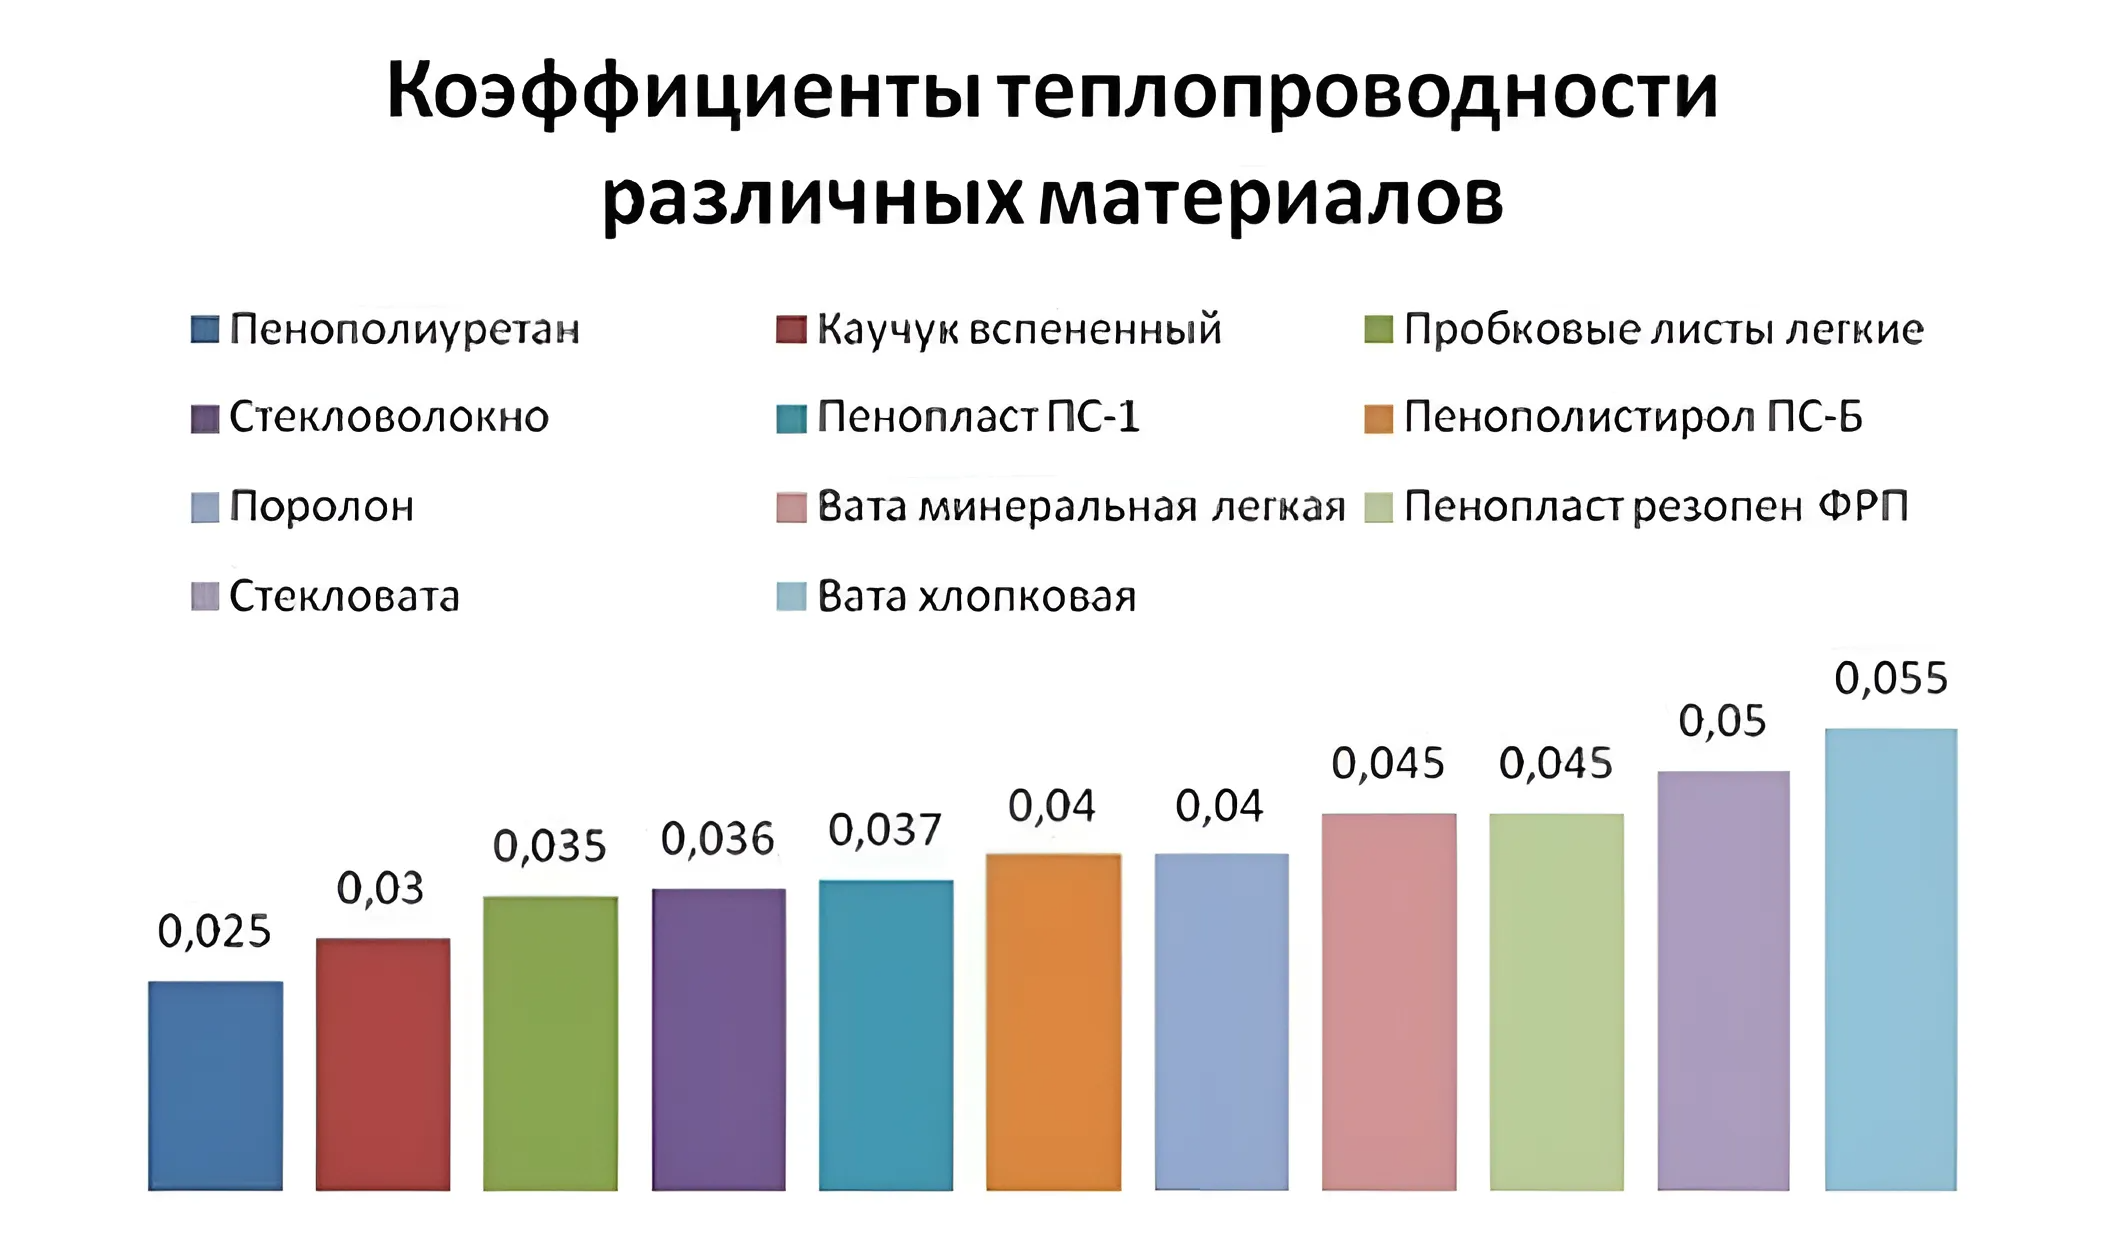 Коэффициенты теплопроводности
различных материалов
Пенополиуретан
Каучук вспененный
Пробковые листы легкие
Стекловолокно
Пенопласт ПС-1
Пенополистирол ПС-Б
Поролон
Вата минеральная легкая
Пенопласт резопен ФРП
Стекловата
Вата хлопковая
0,025
0,03
0,035
0,036
0,037
0,04
0,04
0,045
0,045
0,05
0,055